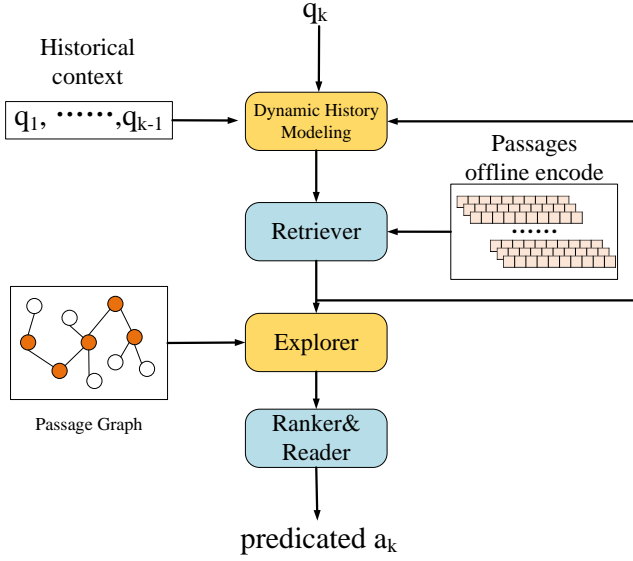 qk
Historical
context
q1, ······,qk-1
Dynamic History
Modeling
Passages
offline encode
Retriever
······
Explorer
Passage Graph
Ranker&
Reader
predicated ak